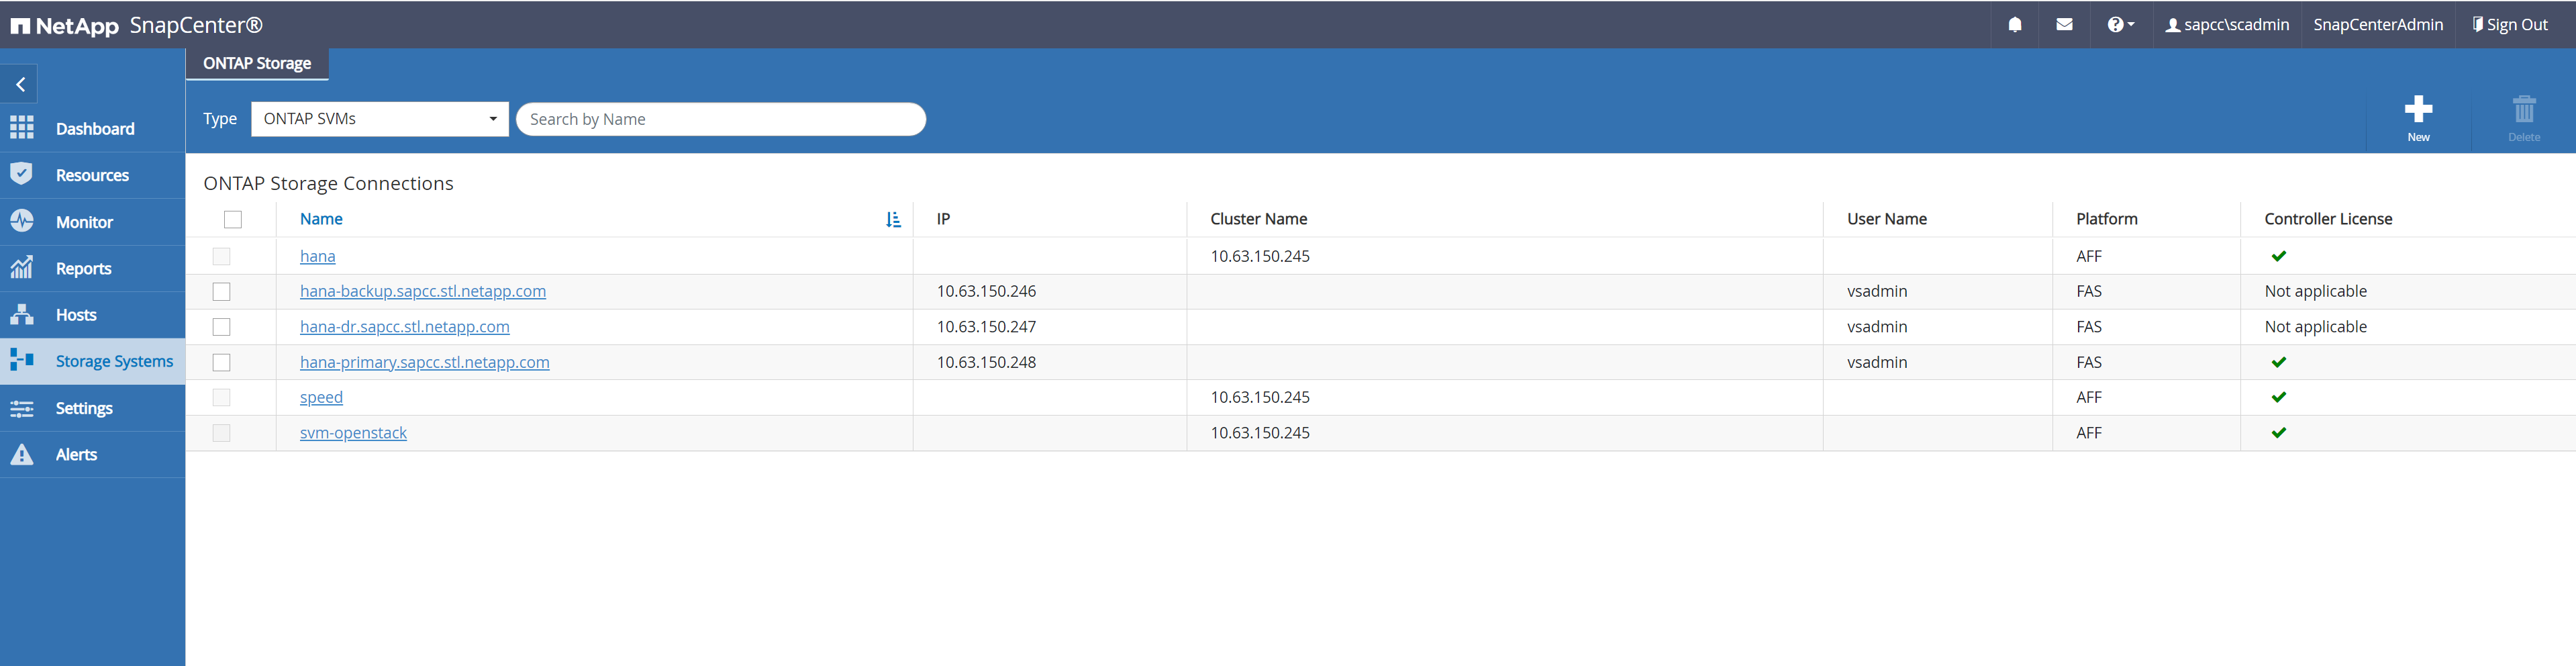 NetApp SnapCenter® sapcc\scadmin SnapCenterAdmin Sign Out
ONTAP Storage
Type ONTAP SVMs Search by Name
New Delete
Dashboard
Resources
Monitor
Reports
Hosts
Storage Systems
Settings
Alerts
ONTAP Storage Connections
Name IP Cluster Name User Name Platform Controller License
hana 10.63.150.245 AFF
hana-backup.sapcc.stl.netapp.com 10.63.150.246 vsadmin FAS Not applicable
hana-dr.sapcc.stl.netapp.com 10.63.150.247 vsadmin FAS Not applicable
hana-primary.sapcc.stl.netapp.com 10.63.150.248 vsadmin FAS
speed 10.63.150.245 AFF
svm-openstack 10.63.150.245 AFF